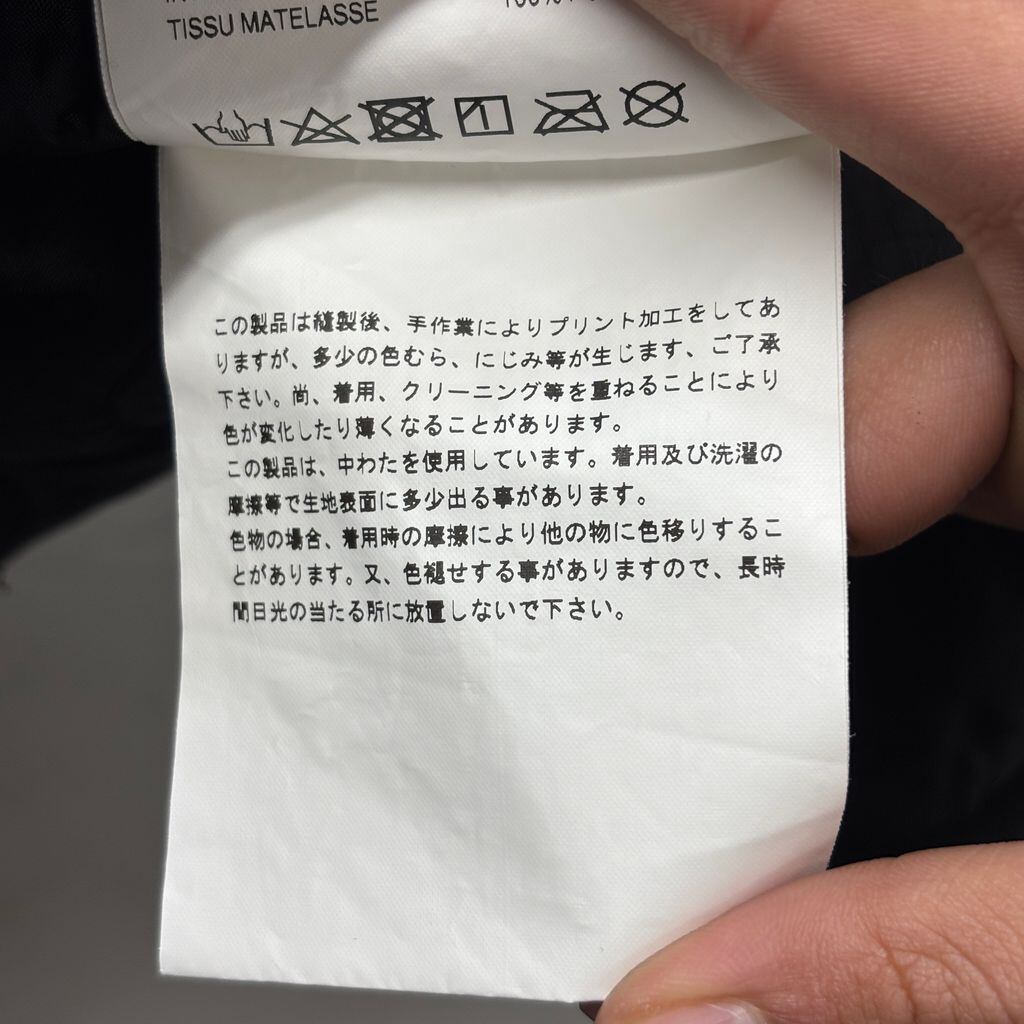 TISSU MATELASSE
100%
この製品は縫製後、手作業によりプリント加工をしてあ
りますが、多少の色むら、にじみ等が生じます、ご了承
下さい。尚、着用、クリーニング等を重ねることにより
色が変化したり薄くなることがあります。
この製品は、中わたを使用しています。着用及び洗濯の
摩擦等で生地表面に多少出る事があります。
色物の場合、着用時の摩擦により他の物に色移りするこ
とがあります。又、色褪せする事がありますので、長時
間日光の当たる所に放置しないで下さい。